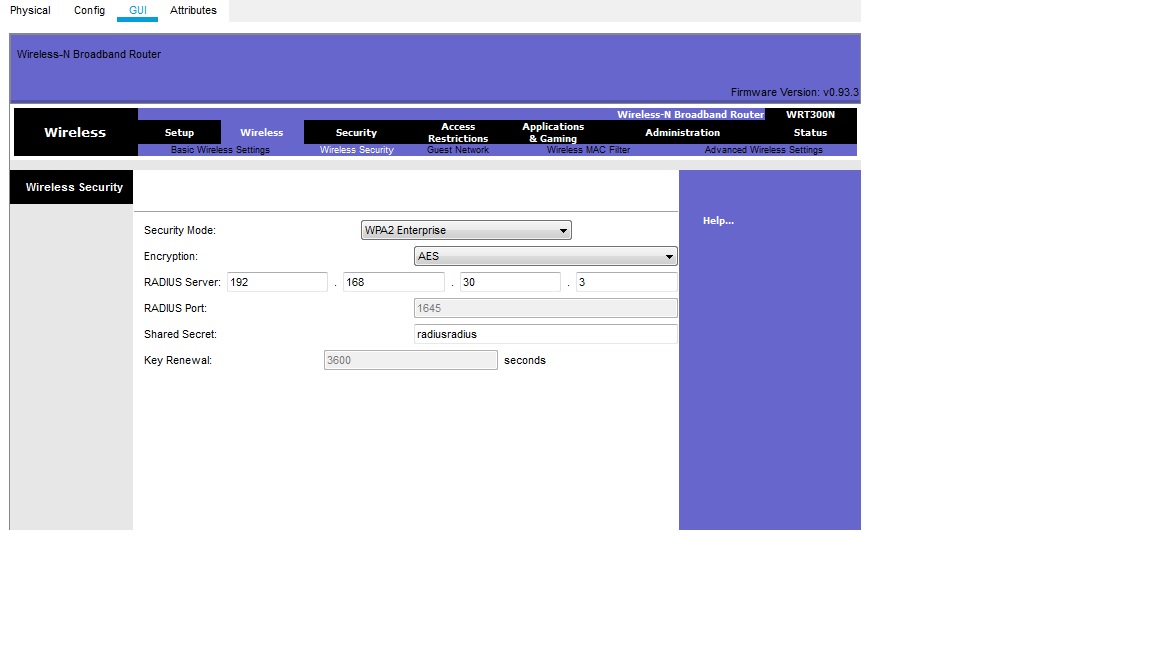 Physical Config GUI Attributes
Wireless-N Broadband Router
Firmware Version: v0.93.3
Wireless-N Broadband Router WRT300N
Wireless
Setup Wireless Security Access Restrictions Applications & Gaming Administration Status
Basic Wireless Settings Wireless Security Guest Network Wireless MAC Filter Advanced Wireless Settings
Wireless Security
Help...
Security Mode: WPA2 Enterprise
Encryption: AES
RADIUS Server: 192 . 168 . 30 . 3
RADIUS Port: 1645
Shared Secret: radiusradius
Key Renewal: 3600 seconds